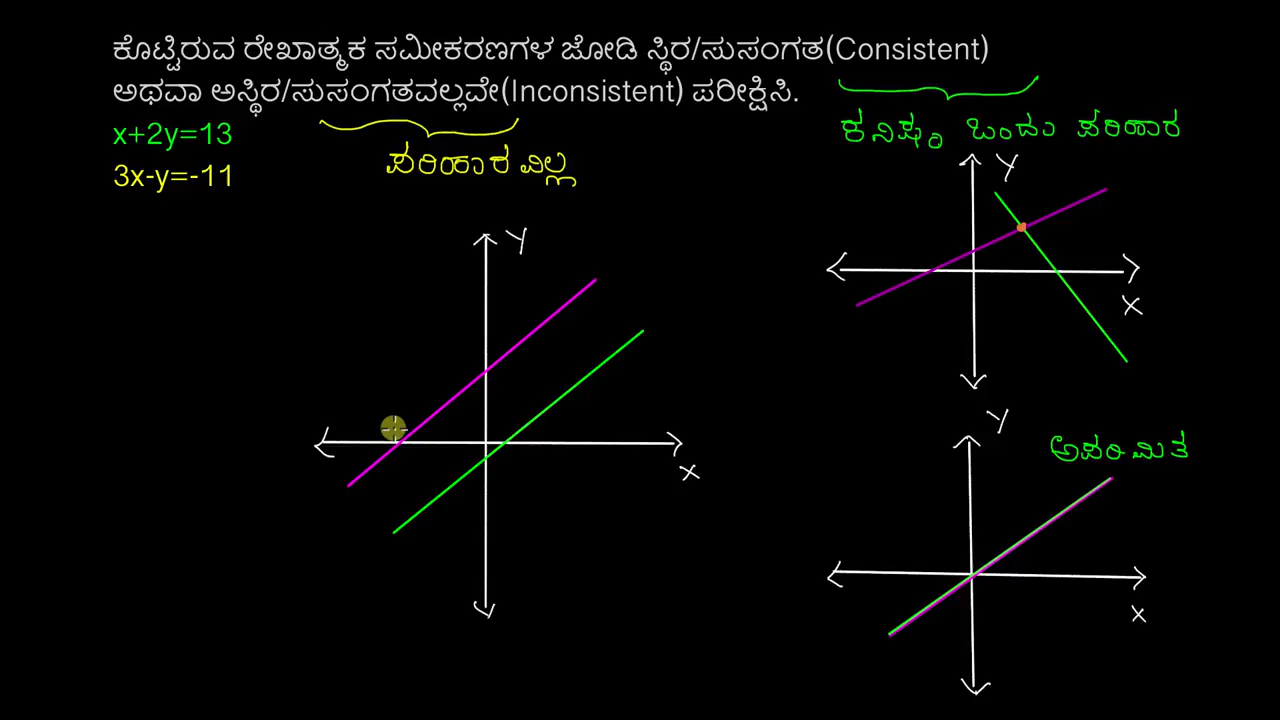 ಕೊಟ್ಟಿರುವ ರೇಖಾತ್ಮಕ ಸಮೀಕರಣಗಳ ಜೋಡಿ ಸ್ಥಿರ/ಸುಸಂಗತ(Consistent)
ಅಥವಾ ಅಸ್ಥಿರ/ಸುಸಂಗತವಲ್ಲವೇ(Inconsistent) ಪರೀಕ್ಷಿಸಿ.
x+2y=13
ಕನಿಷ್ಠ ಒಂದು ಪರಿಹಾರ
3x-y=-11
ಪರಿಹಾರವಿಲ್ಲ
Y
X
Y
X
Y
ಅಪರಿಮಿತ
X